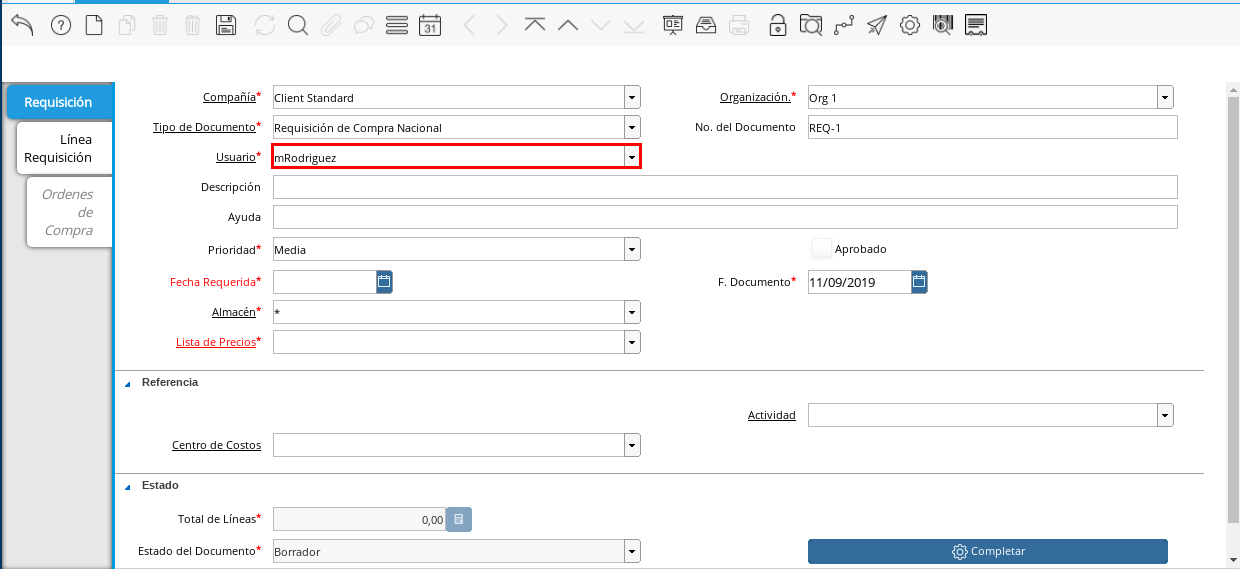 31
Requisición
Línea
Requisición
Ordenes
de
Compra
Compañía* Client Standard Organización.* Org 1
Tipo de Documento* Requisición de Compra Nacional No. del Documento REQ-1
Usuario* mRodriguez
Descripción
Ayuda
Prioridad* Media Aprobado
Fecha Requerida* F. Documento* 11/09/2019
Almacén* *
Lista de Precios*
Referencia
Actividad
Centro de Costos
Estado
Total de Líneas* 0,00
Estado del Documento* Borrador Completar